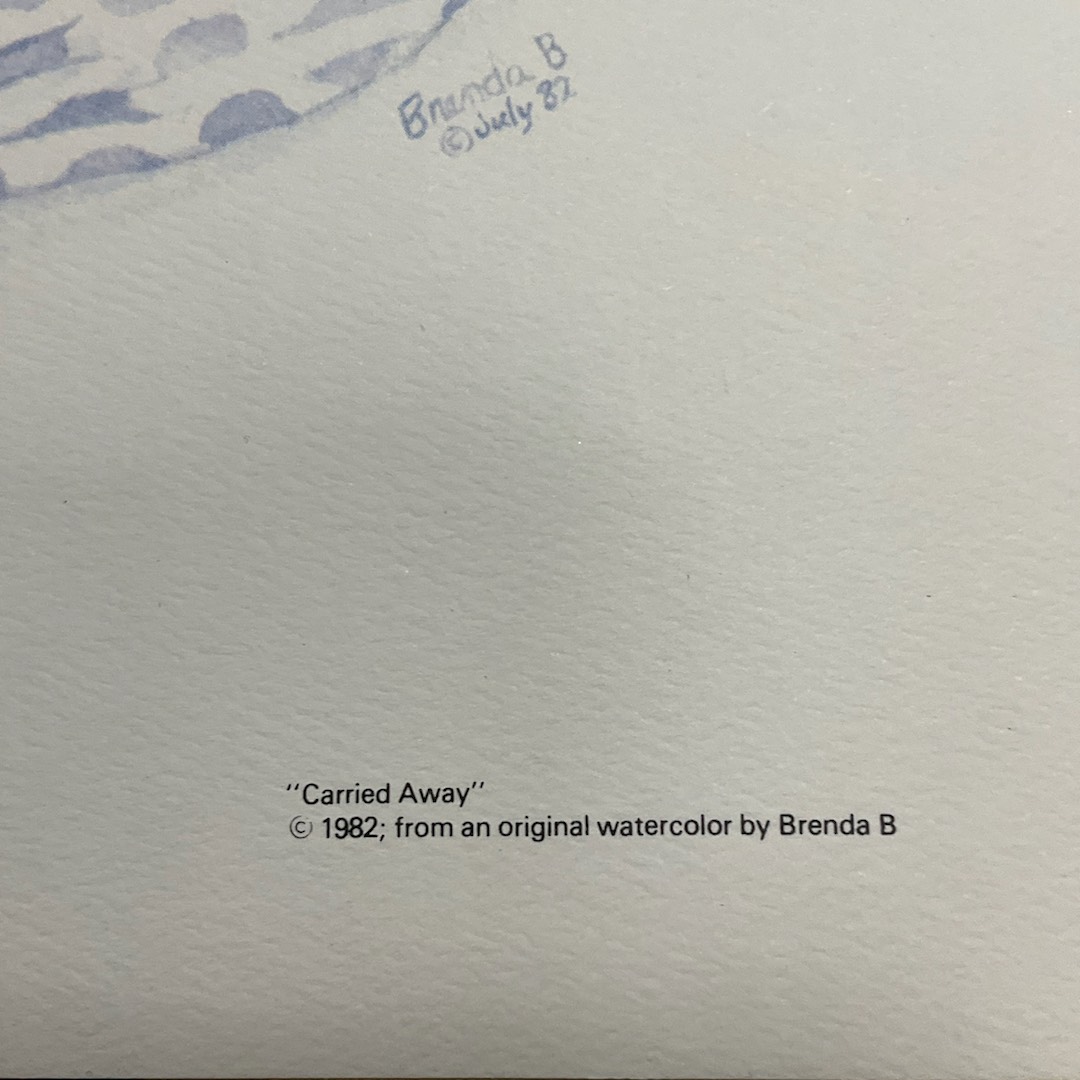 Brenda B
© July 82
"Carried Away"
© 1982; from an original watercolor by Brenda B